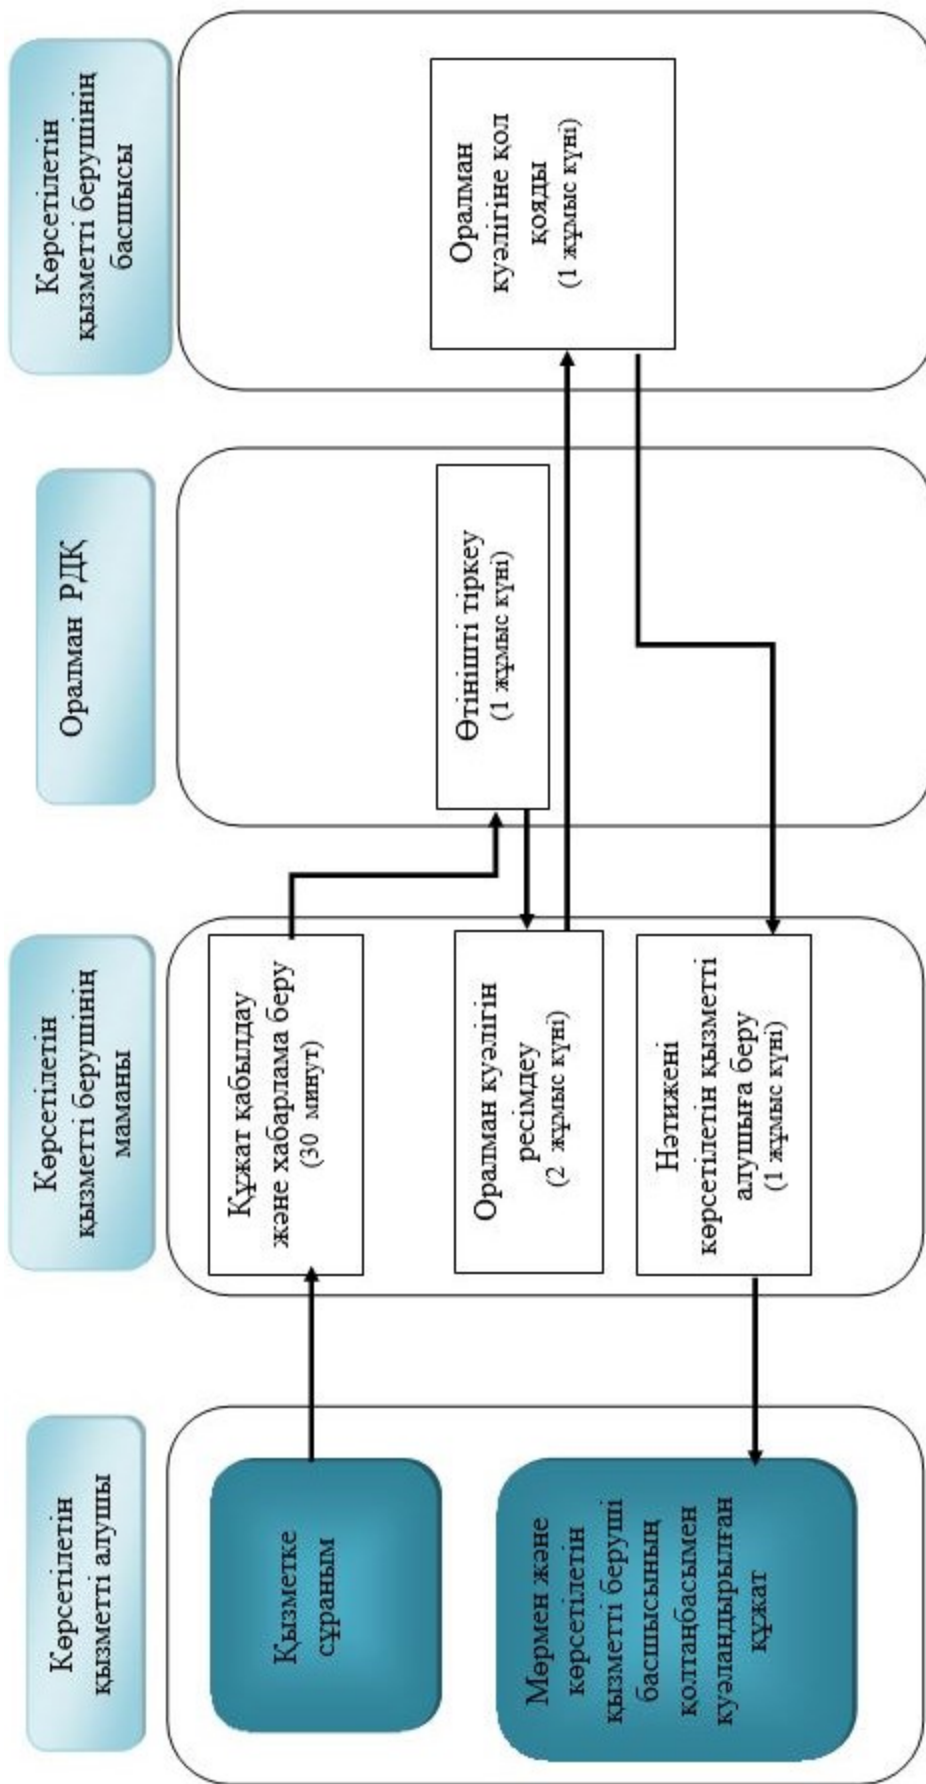 Көрсетілетін
қызметті алушы
Көрсетілетін
қызметті берушінің
маманы
Оралман РДҚ
Көрсетілетін
қызметті берушінің
басшысы
Қызметке
сұраным
Мөрмен және
көрсетілетін
қызметті беруші
басшысының
қолтаңбасымен
куәландырылған
құжат
Құжат қабылдау
және хабарлама беру
(30 минут)
Оралман куәлігін
ресімдеу
(2 жұмыс күні)
Нәтижені
көрсетілетін қызметті
алушыға беру
(1 жұмыс күні)
Өтінішті тіркеу
(1 жұмыс күні)
Оралман
куәлігіне қол
қояды
(1 жұмыс күні)